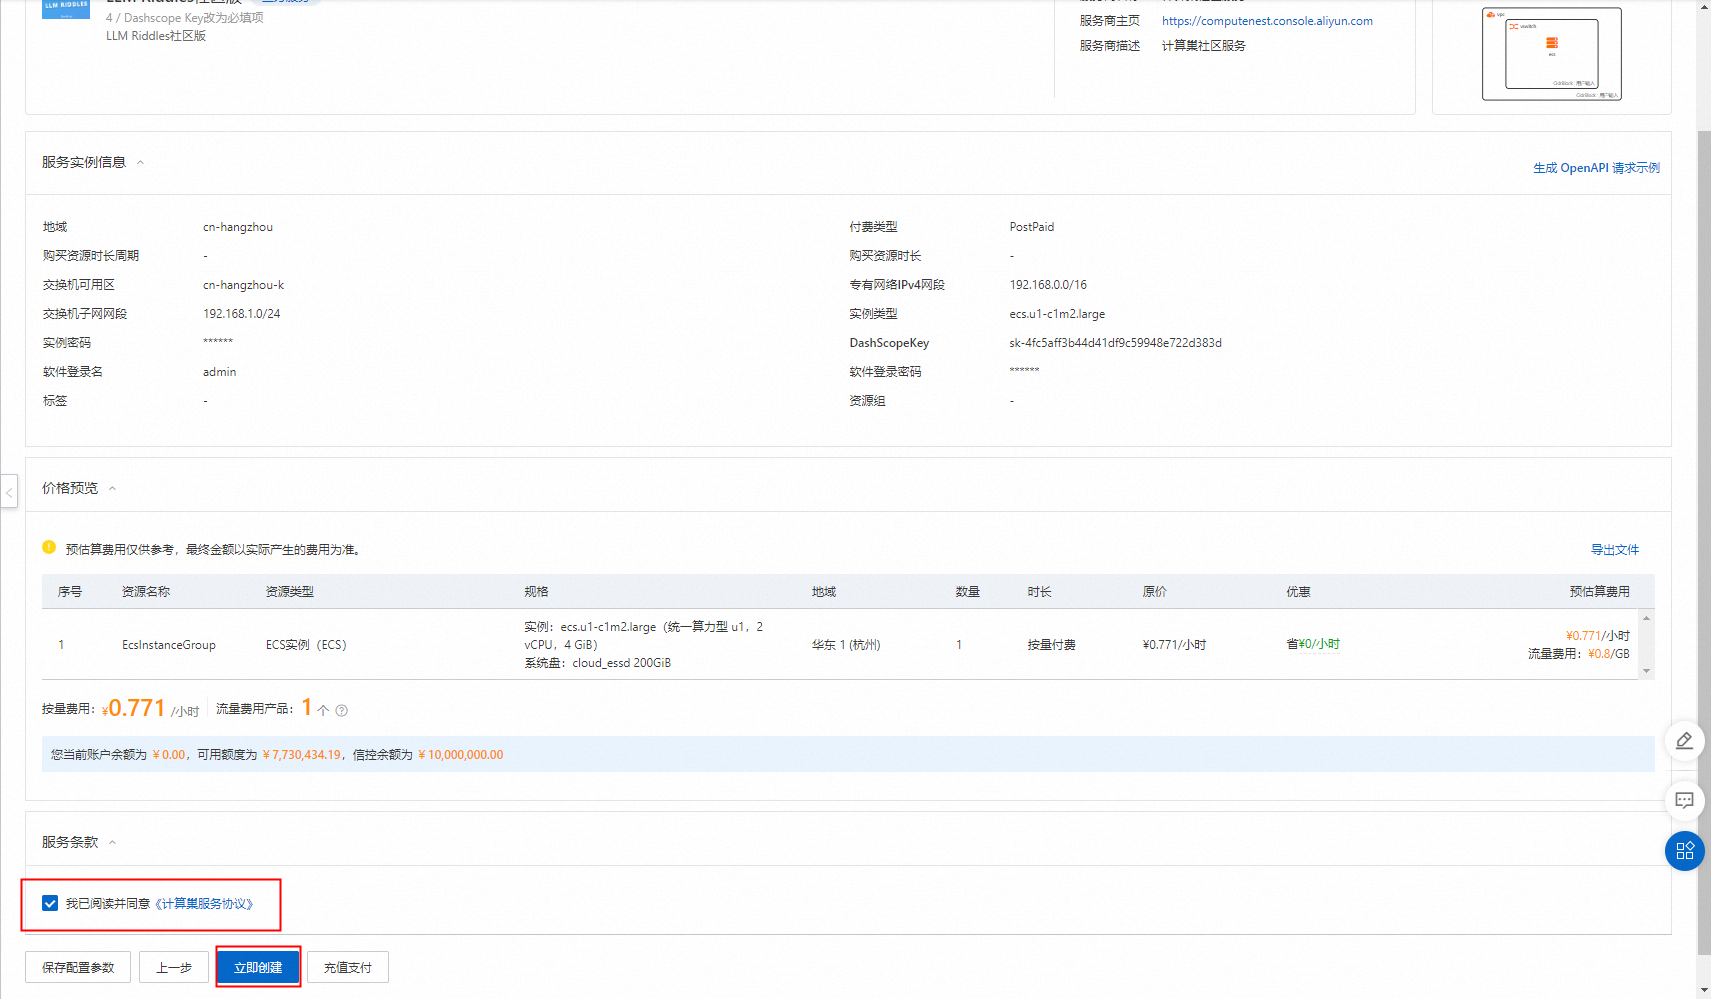 LLM RIDDLES
4 / Dashscope Key改为必填项
LLM Riddles社区版
服务商主页 https://computenest.console.aliyun.com
服务商描述 计算巢社区服务
vpc
vswitch
ecs
CidrBlock 用户输入
CidrBlock 用户输入
服务实例信息
生成 OpenAPI 请求示例
地域 cn-hangzhou 付费类型 PostPaid
购买资源时长周期 - 购买资源时长 -
交换机可用区 cn-hangzhou-k 专有网络IPv4网段 192.168.0.0/16
交换机子网网段 192.168.1.0/24 实例类型 ecs.u1-c1m2.large
实例密码 ****** DashScopeKey sk-4fc5aff3b44d41df9c59948e722d383d
软件登录名 admin 软件登录密码 ******
标签 - 资源组 -
价格预览
预估算费用仅供参考，最终金额以实际产生的费用为准。
导出文件
序号 资源名称 资源类型 规格 地域 数量 时长 原价 优惠 预估算费用
1 EcsInstanceGroup ECS实例（ECS）
实例：ecs.u1-c1m2.large（统一算力型 u1，2
vCPU，4 GiB）
系统盘：cloud_essd 200GiB
华东 1 (杭州) 1 按量付费 ¥0.771/小时 省¥0/小时
¥0.771/小时
流量费用：¥0.8/GB
按量费用：¥0.771 /小时 流量费用产品：1 个
您当前账户余额为 ¥0.00，可用额度为 ¥7,730,434.19，信控余额为 ¥10,000,000.00
服务条款
我已阅读并同意《计算巢服务协议》
保存配置参数 上一步 立即创建 充值支付